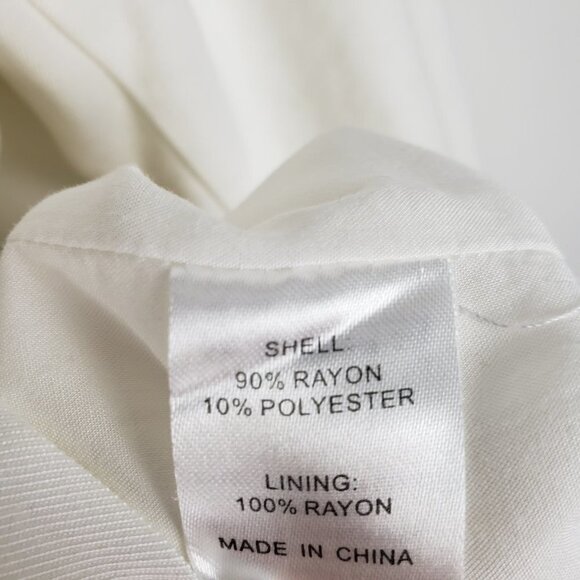 SHELL:
90% RAYON
10% POLYESTER
LINING:
100% RAYON
MADE IN CHINA